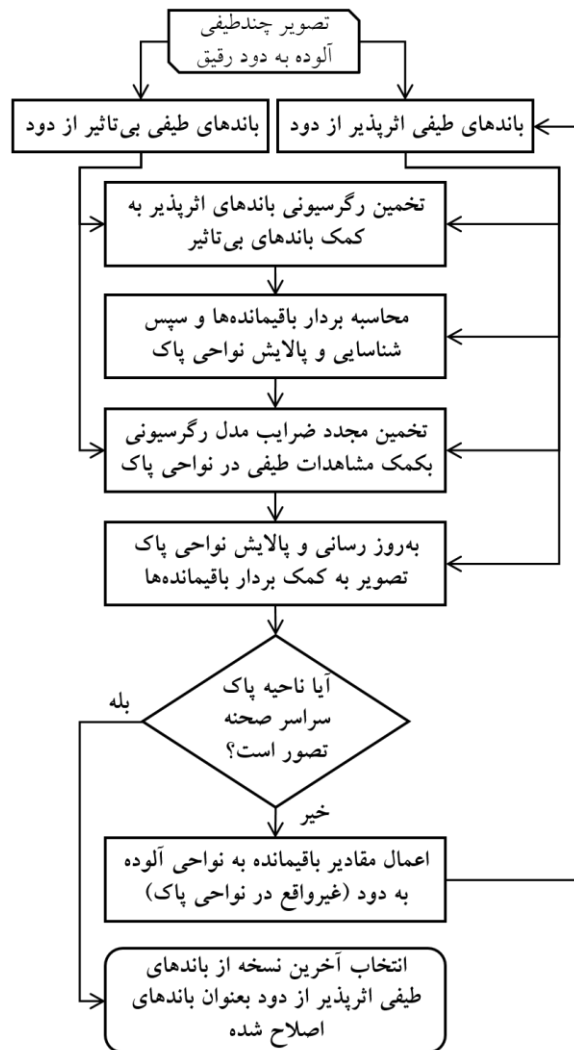 تصویر چندطیفی
آلوده به دود رقیق
باندهای طیفی اثرپذیر از دود
باندهای طیفی بی‌تاثیر از دود
تخمین رگرسیونی باندهای اثرپذیر به
کمک باندهای بی‌تاثیر
محاسبه بردار باقیمانده‌ها و سپس
شناسایی و پالایش نواحی پاک
تخمین مجدد ضرایب مدل رگرسیونی
بکمک مشاهدات طیفی در نواحی پاک
به‌روز رسانی و پالایش نواحی پاک
تصویر به کمک بردار باقیمانده‌ها
آیا ناحیه پاک
سراسر صحنه
تصور است؟
بله
خیر
اعمال مقادیر باقیمانده به نواحی آلوده
به دود (غیرواقع در نواحی پاک)
انتخاب آخرین نسخه از باندهای
طیفی اثرپذیر از دود بعنوان باندهای
اصلاح شده